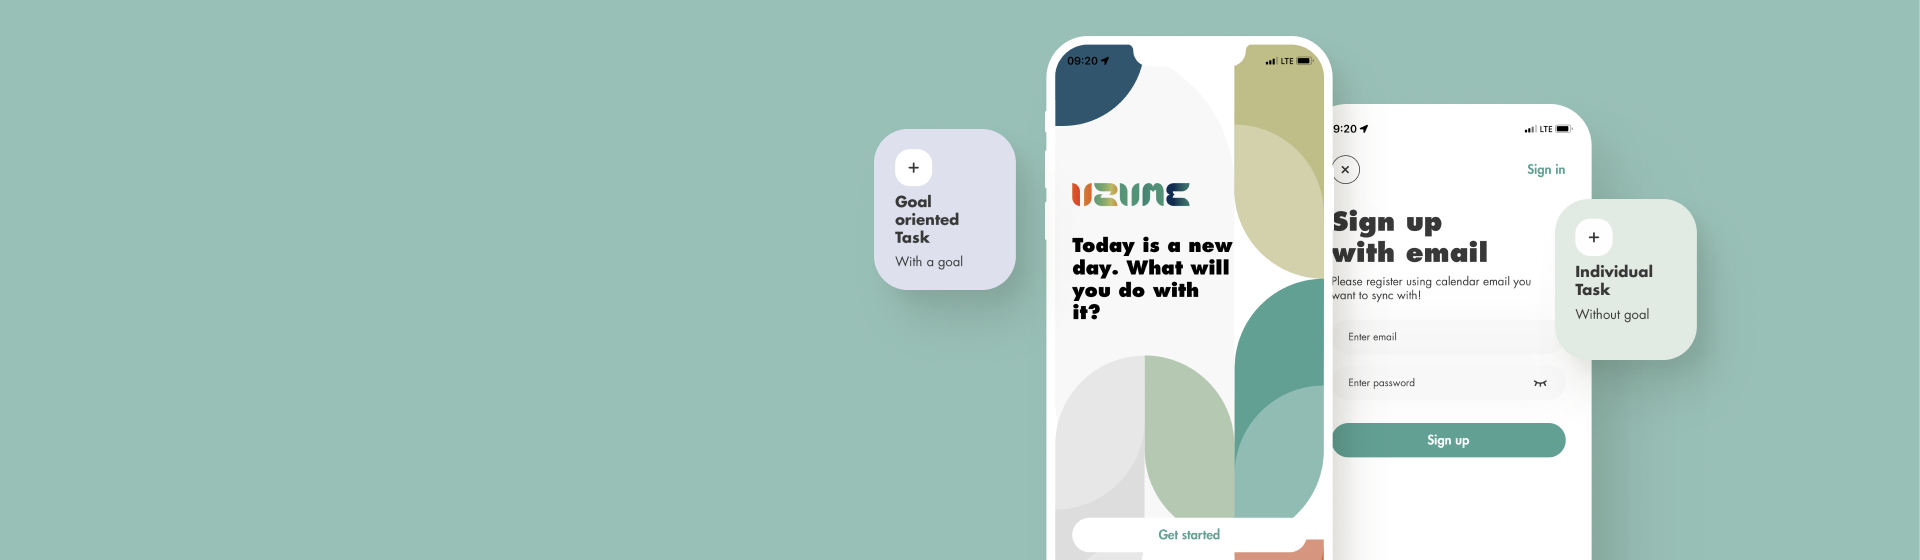 +
Goal
oriented
Task
With a goal
09:20
LTE
UZUME
Today is a new
day. What will
you do with
it?
Get started
9:20
LTE
Sign in
Sign up
with email
Please register using calendar email you
want to sync with!
Enter email
Enter password
Sign up
+
Individual
Task
Without goal